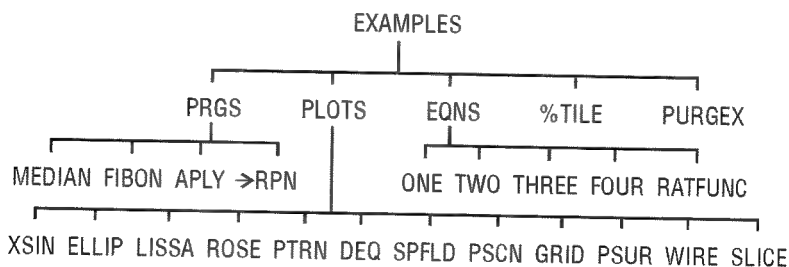 EXAMPLES
PRGS PLOTS EQNS %TILE PURGEX
MEDIAN FIBON APLY →RPN ONE TWO THREE FOUR RATFUNC
XSIN ELLIP LISSA ROSE PTRN DEQ SPFLD PSCN GRID PSUR WIRE SLICE